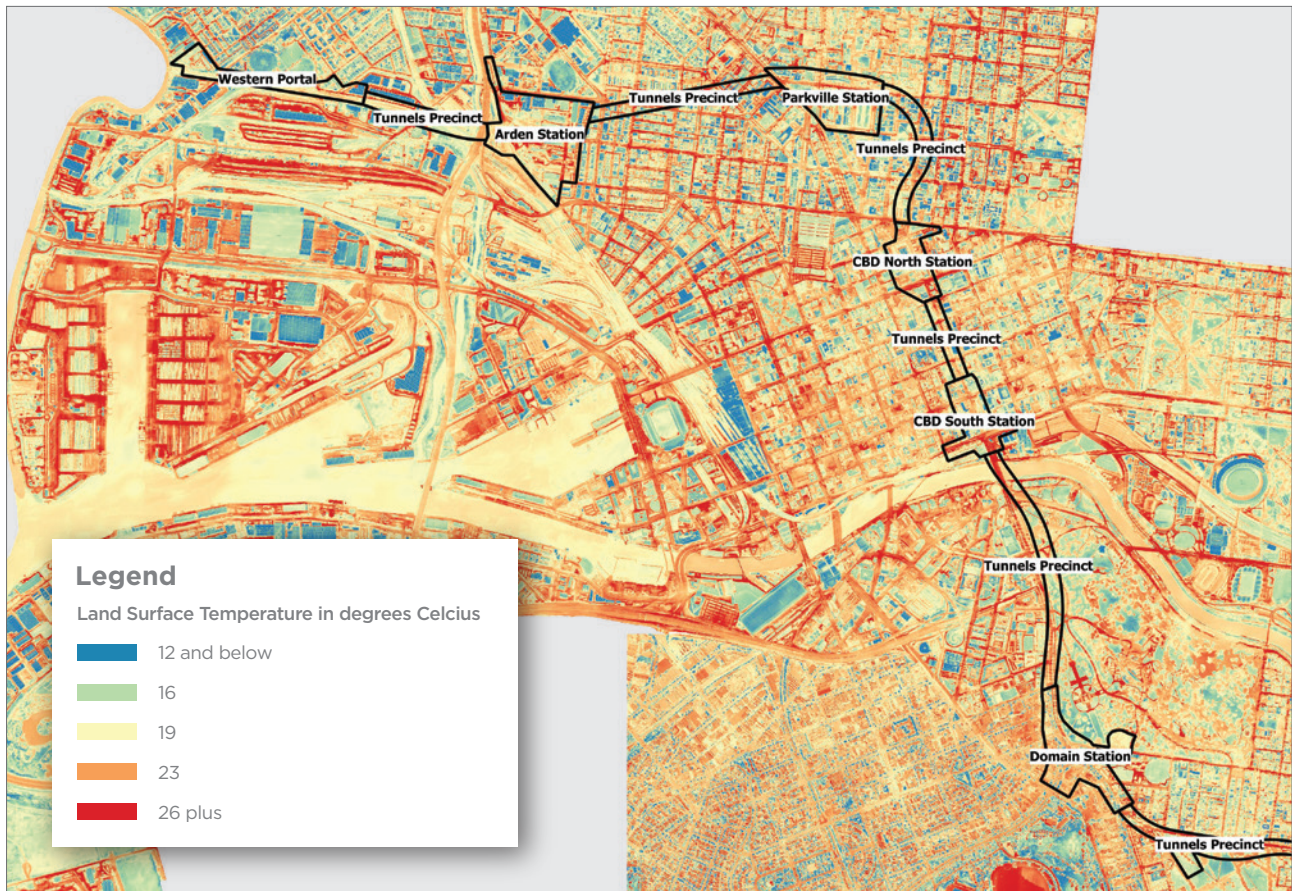 Western Portal
Tunnels Precinct
Arden Station
Tunnels Precinct
Parkville Station
Tunnels Precinct
CBD North Station
Tunnels Precinct
CBD South Station
Tunnels Precinct
Domain Station
Tunnels Precinct
Legend
Land Surface Temperature in degrees Celcius
12 and below
16
19
23
26 plus